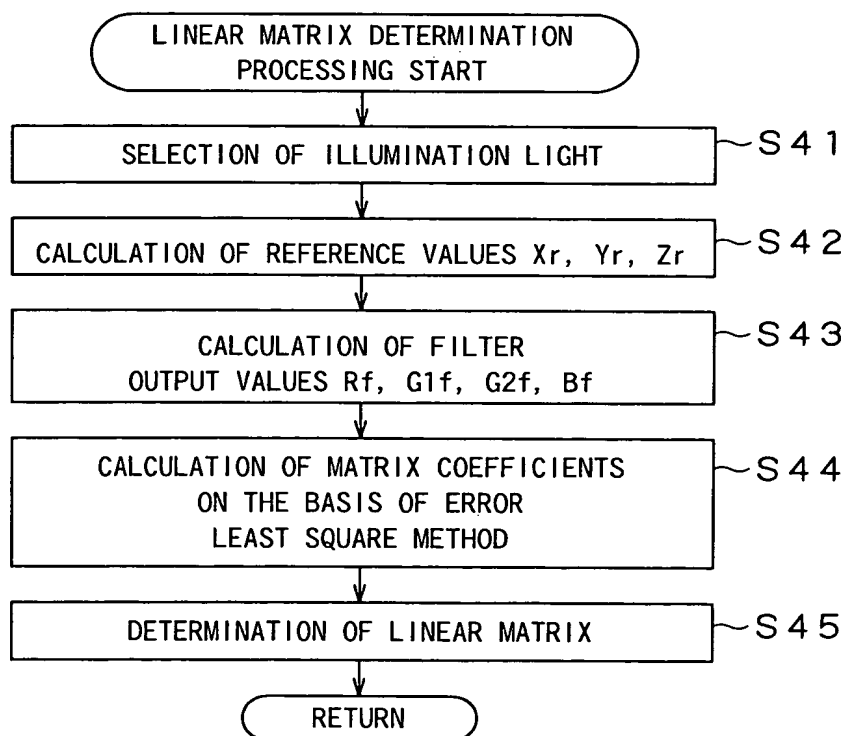 LINEAR MATRIX DETERMINATION
PROCESSING START
SELECTION OF ILLUMINATION LIGHT
S41
CALCULATION OF REFERENCE VALUES Xr, Yr, Zr
S42
CALCULATION OF FILTER
OUTPUT VALUES Rf, G1f, G2f, Bf
S43
CALCULATION OF MATRIX COEFFICIENTS
ON THE BASIS OF ERROR
LEAST SQUARE METHOD
S44
DETERMINATION OF LINEAR MATRIX
S45
RETURN